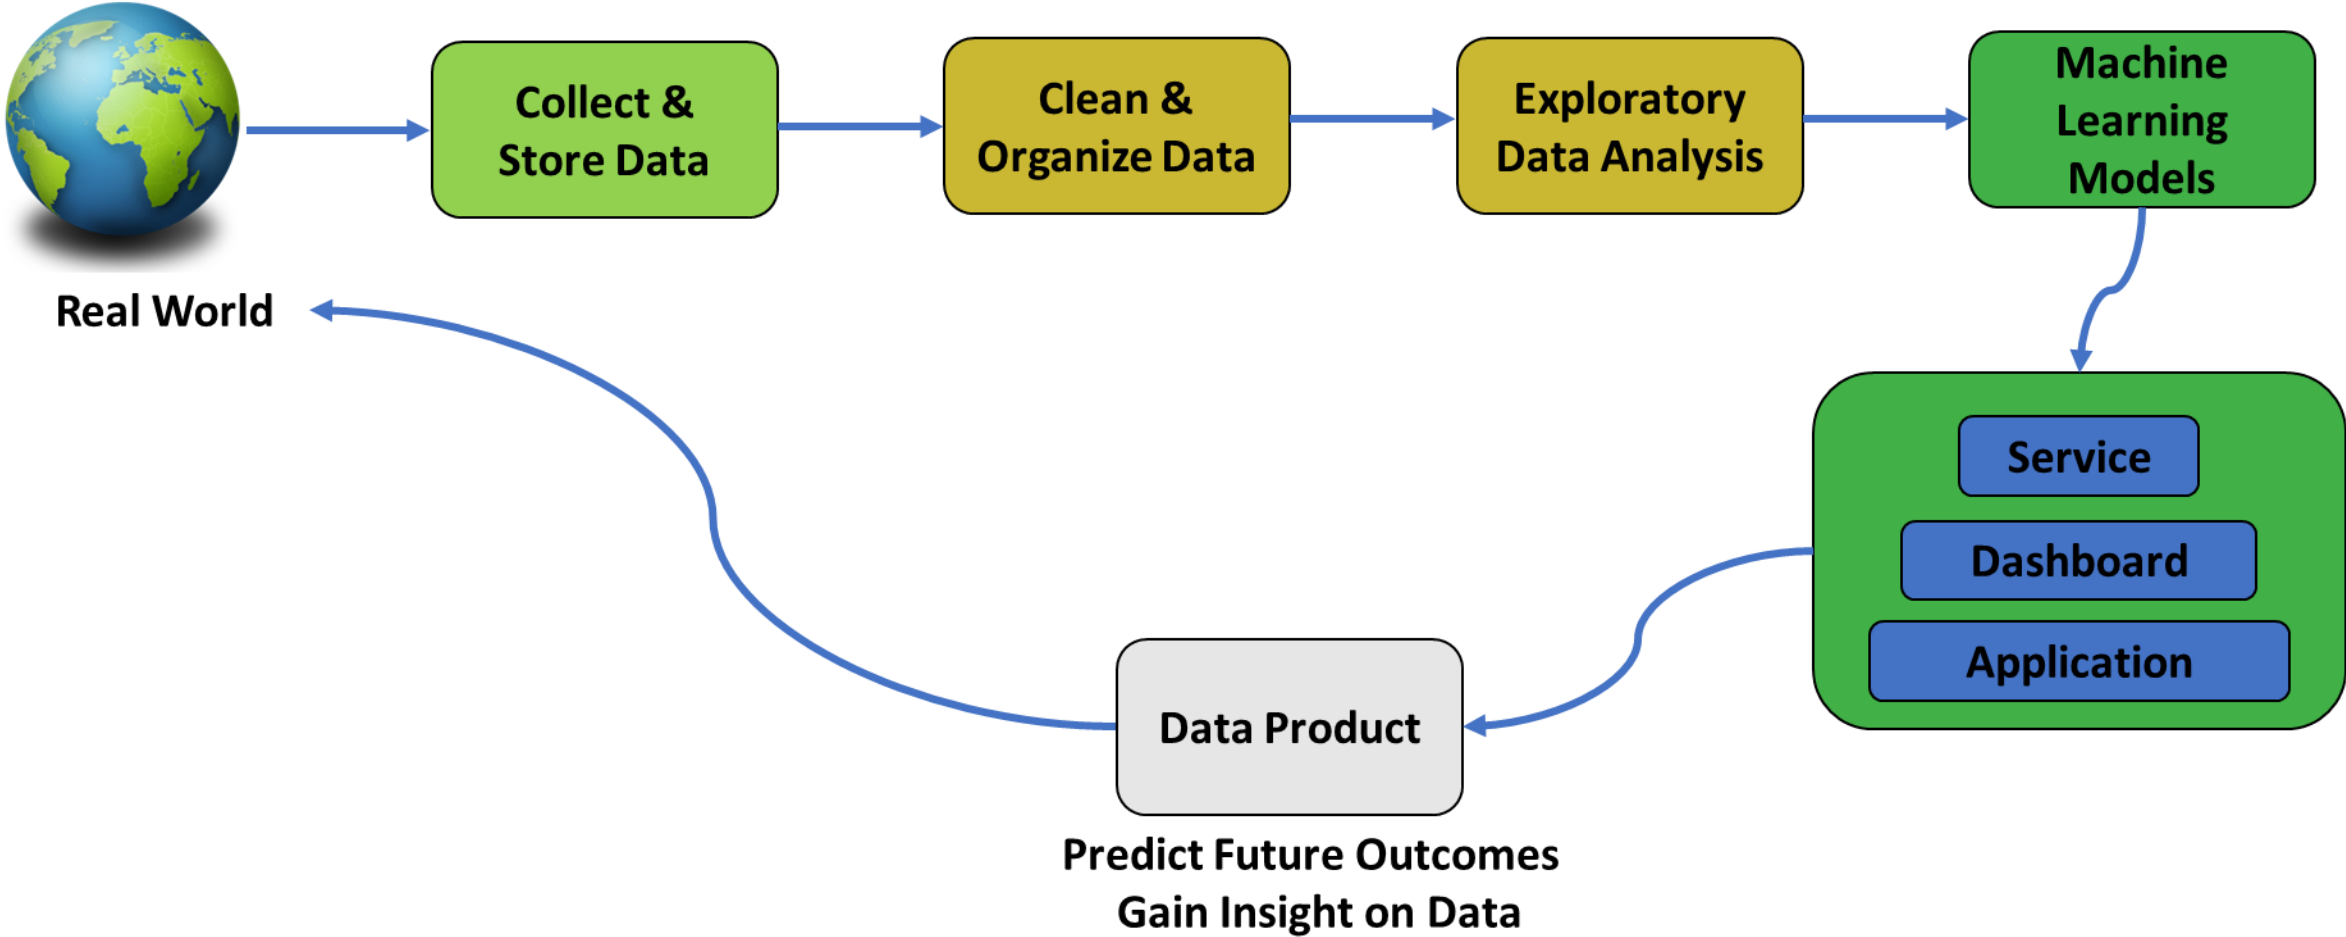 Collect &
Store Data
Clean &
Organize Data
Exploratory
Data Analysis
Machine
Learning
Models
Real World
Service
Dashboard
Application
Data Product
Predict Future Outcomes
Gain Insight on Data